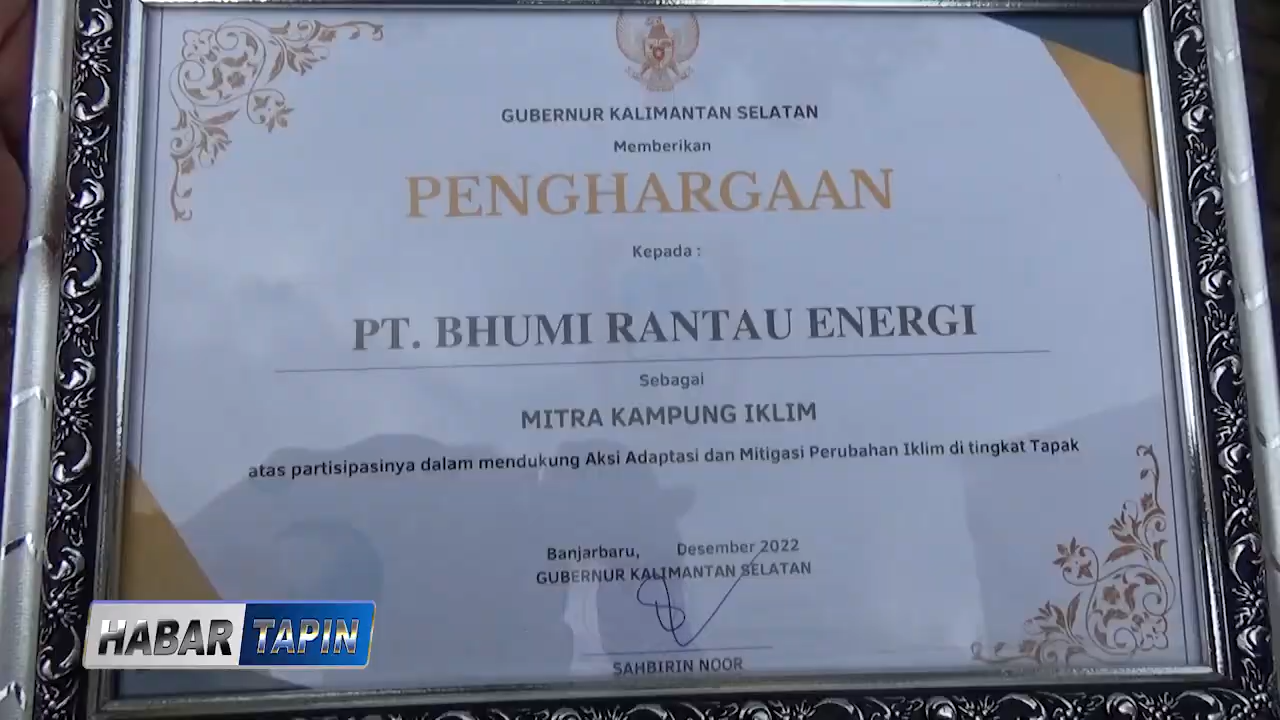 GUBERNUR KALIMANTAN SELATAN
Memberikan
PENGHARGAAN
Kepada :
PT. BHUMI RANTAU ENERGI
Sebagai
MITRA KAMPUNG IKLIM
atas partisipasinya dalam mendukung Aksi Adaptasi dan Mitigasi Perubahan Iklim di tingkat Tapak
Banjarbaru, Desember 2022
GUBERNUR KALIMANTAN SELATAN
SAHBIRIN NOOR
HABAR TAPIN